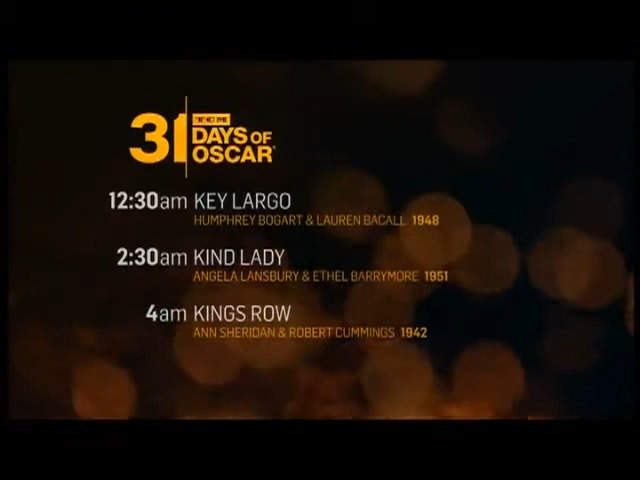 31 TCM
DAYS OF
OSCAR®
12:30am KEY LARGO
HUMPHREY BOGART & LAUREN BACALL 1948
2:30am KIND LADY
ANGELA LANSBURY & ETHEL BARRYMORE 1951
4am KINGS ROW
ANN SHERIDAN & ROBERT CUMMINGS 1942